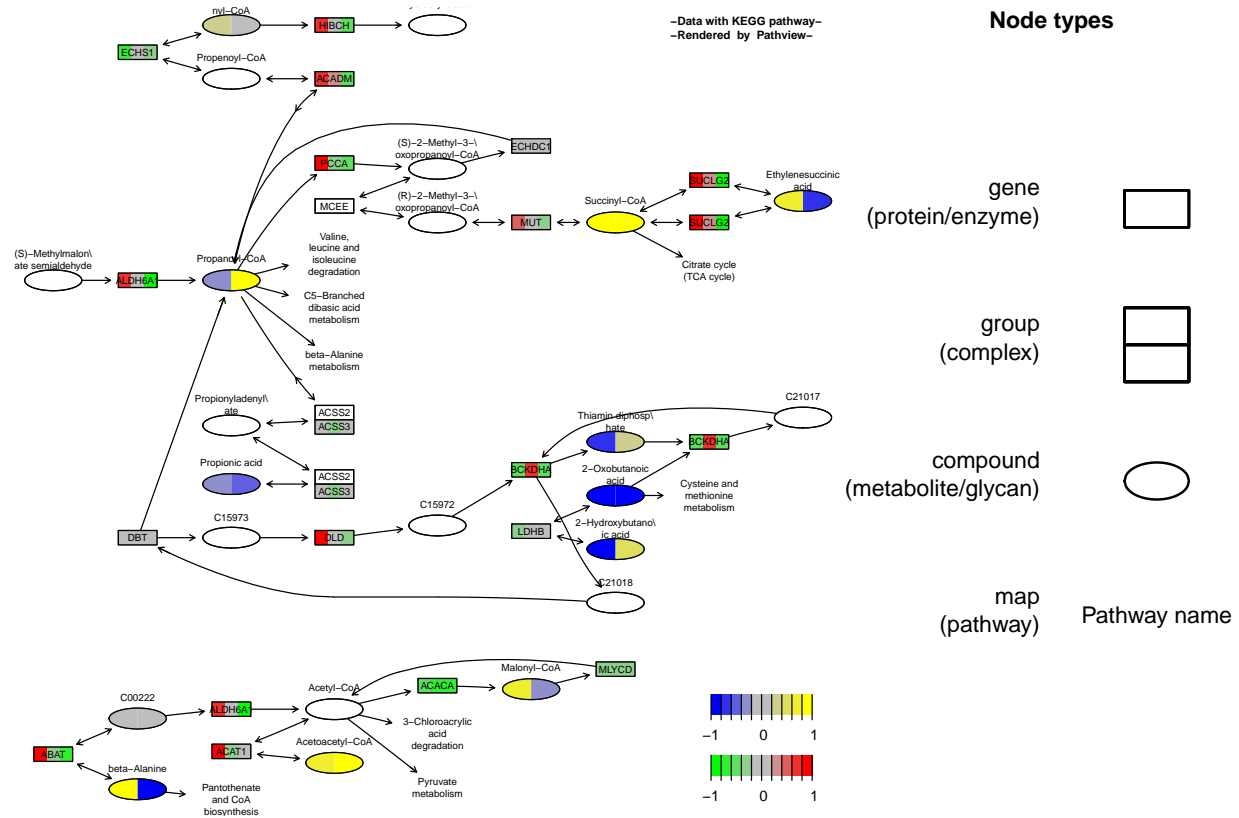 nyl−CoA
HIBCH
−Data with KEGG pathway−
−Rendered by Pathview−
Node types
ECHS1
Propenoyl−CoA
ACADM
(S)−2−Methyl−3−\
oxopropanoyl−CoA
ECHDC1
PCCA
MCEE
(R)−2−Methyl−3−\
oxopropanoyl−CoA
MUT
Succinyl−CoA
SUCLG2
SUCLG2
Ethylenesuccinic
acid
gene
(protein/enzyme)
Valine,
leucine and
isoleucine
degradation
Citrate cycle
(TCA cycle)
(S)−Methylmalon\
ate semialdehyde
ALDH6A1
Propanoyl−CoA
C5−Branched
dibasic acid
metabolism
beta−Alanine
metabolism
group
(complex)
Propionyladenyl\
ate
ACSS2
ACSS3
C21017
Thiamin diphosp\
hate
BCKDHA
Propionic acid
ACSS2
ACSS3
BCKDHA
2−Oxobutanoic
acid
Cysteine and
methionine
metabolism
compound
(metabolite/glycan)
C15972
C15973
DBT
DLD
LDHB
2−Hydroxybutano\
ic acid
C21018
map
(pathway)
Pathway name
C00222
ALDH6A1
Acetyl−CoA
ACACA
Malonyl−CoA
MLYCD
3−Chloroacrylic
acid
degradation
ABAT
ACAT1
Acetoacetyl−CoA
beta−Alanine
Pantothenate
and CoA
biosynthesis
Pyruvate
metabolism
−1 0 1
−1 0 1